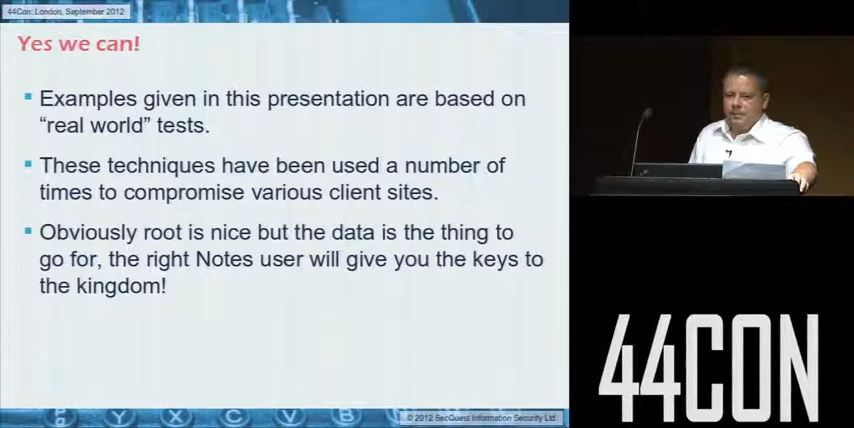 44Con: London, September 2012
Yes we can!
Examples given in this presentation are based on
“real world” tests.
These techniques have been used a number of
times to compromise various client sites.
Obviously root is nice but the data is the thing to
go for, the right Notes user will give you the keys to
the kingdom!
44CON
Y X C V B
© 2012 SecQuest Information Security Ltd.